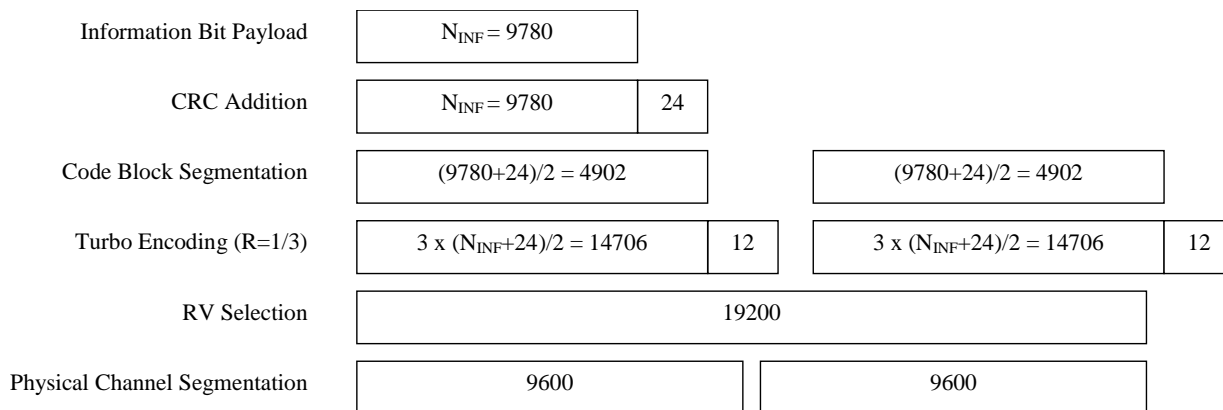 Information Bit Payload N_INF = 9780
CRC Addition N_INF = 9780 24
Code Block Segmentation (9780+24)/2 = 4902 (9780+24)/2 = 4902
Turbo Encoding (R=1/3) 3 x (N_INF+24)/2 = 14706 12 3 x (N_INF+24)/2 = 14706 12
RV Selection 19200
Physical Channel Segmentation 9600 9600